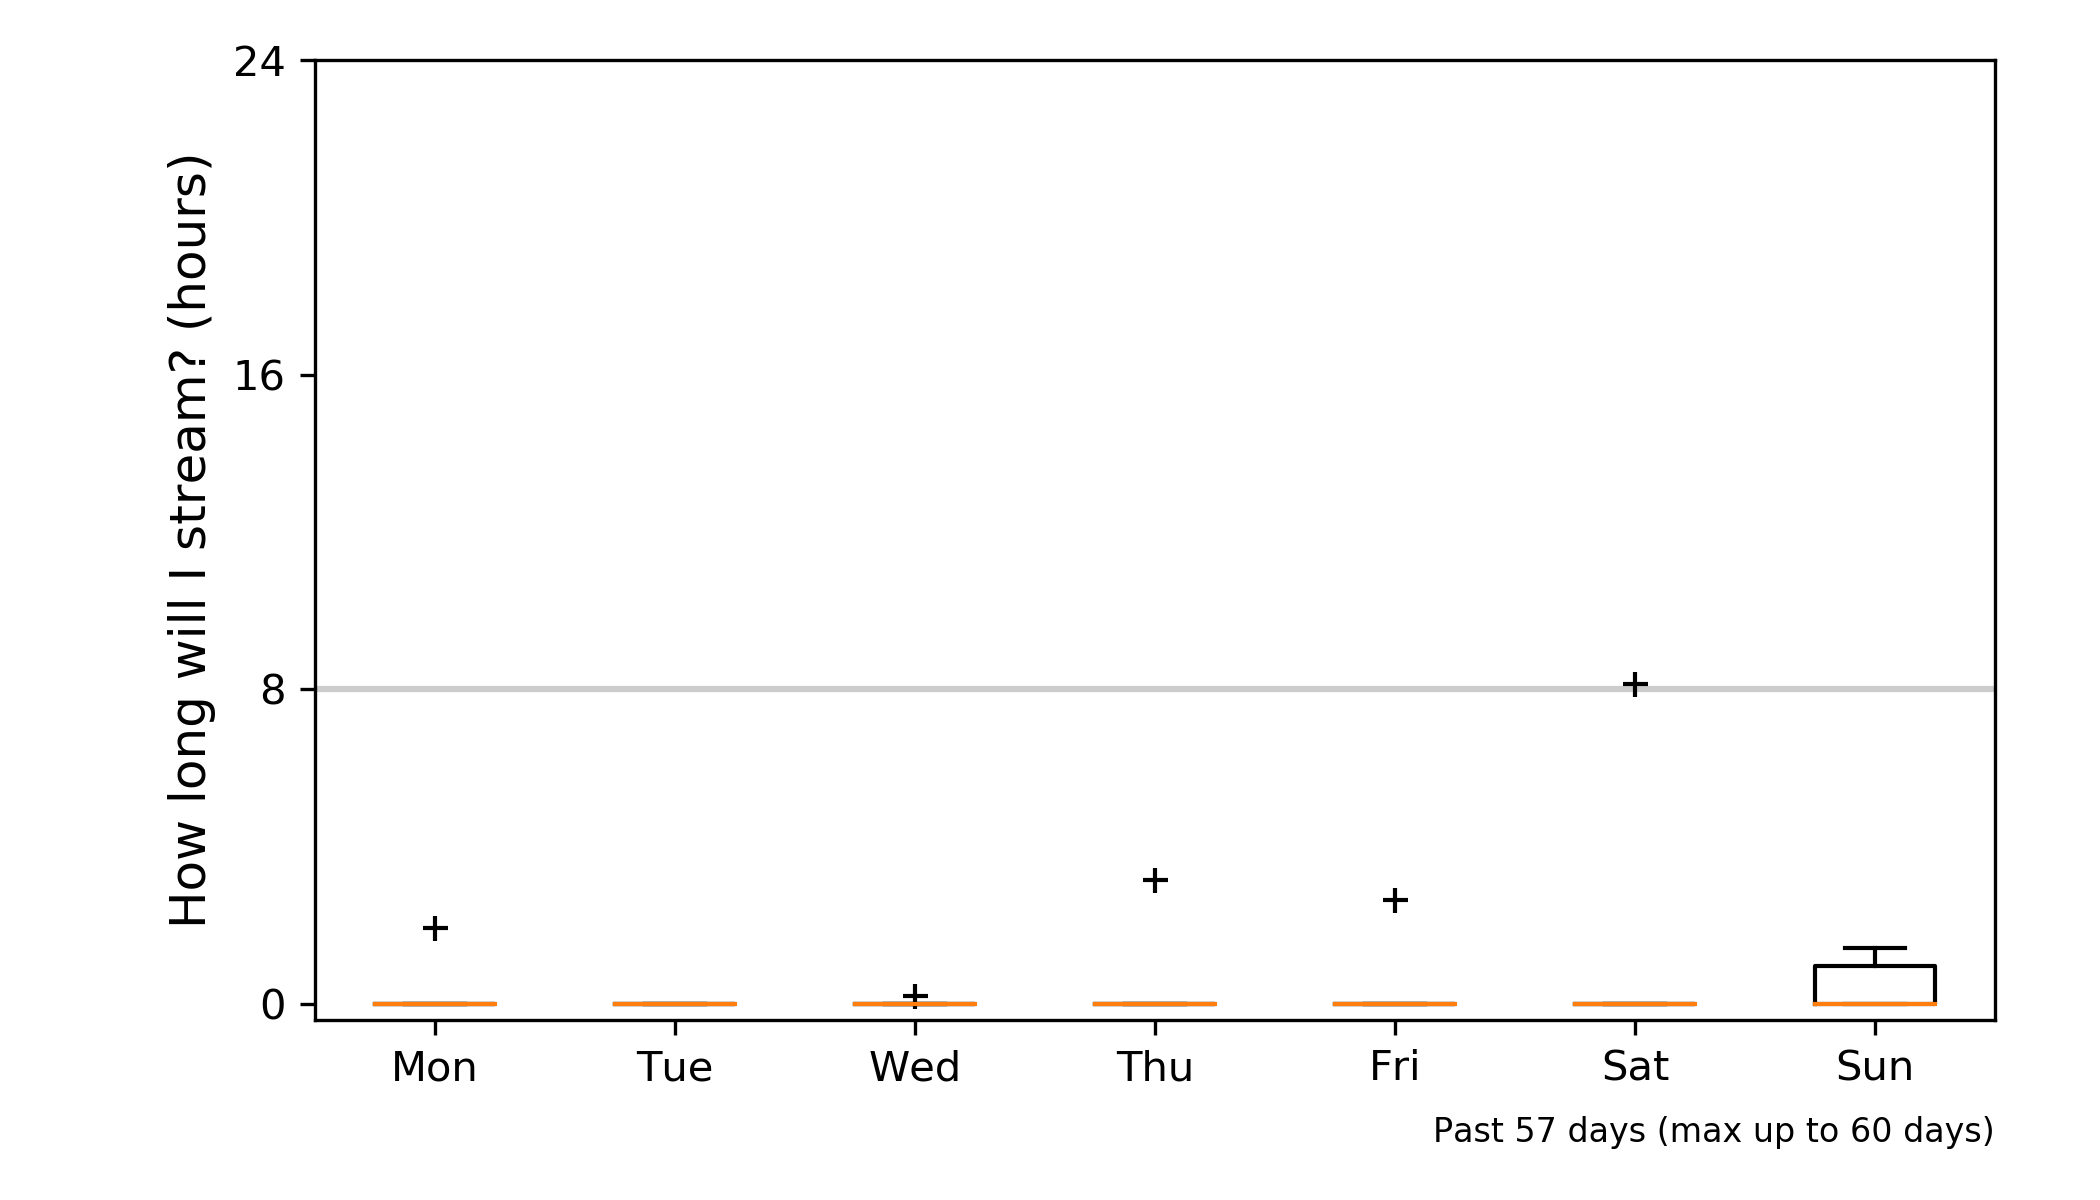 How long will I stream? (hours)
24
16
8
0
Mon Tue Wed Thu Fri Sat Sun
Past 57 days (max up to 60 days)